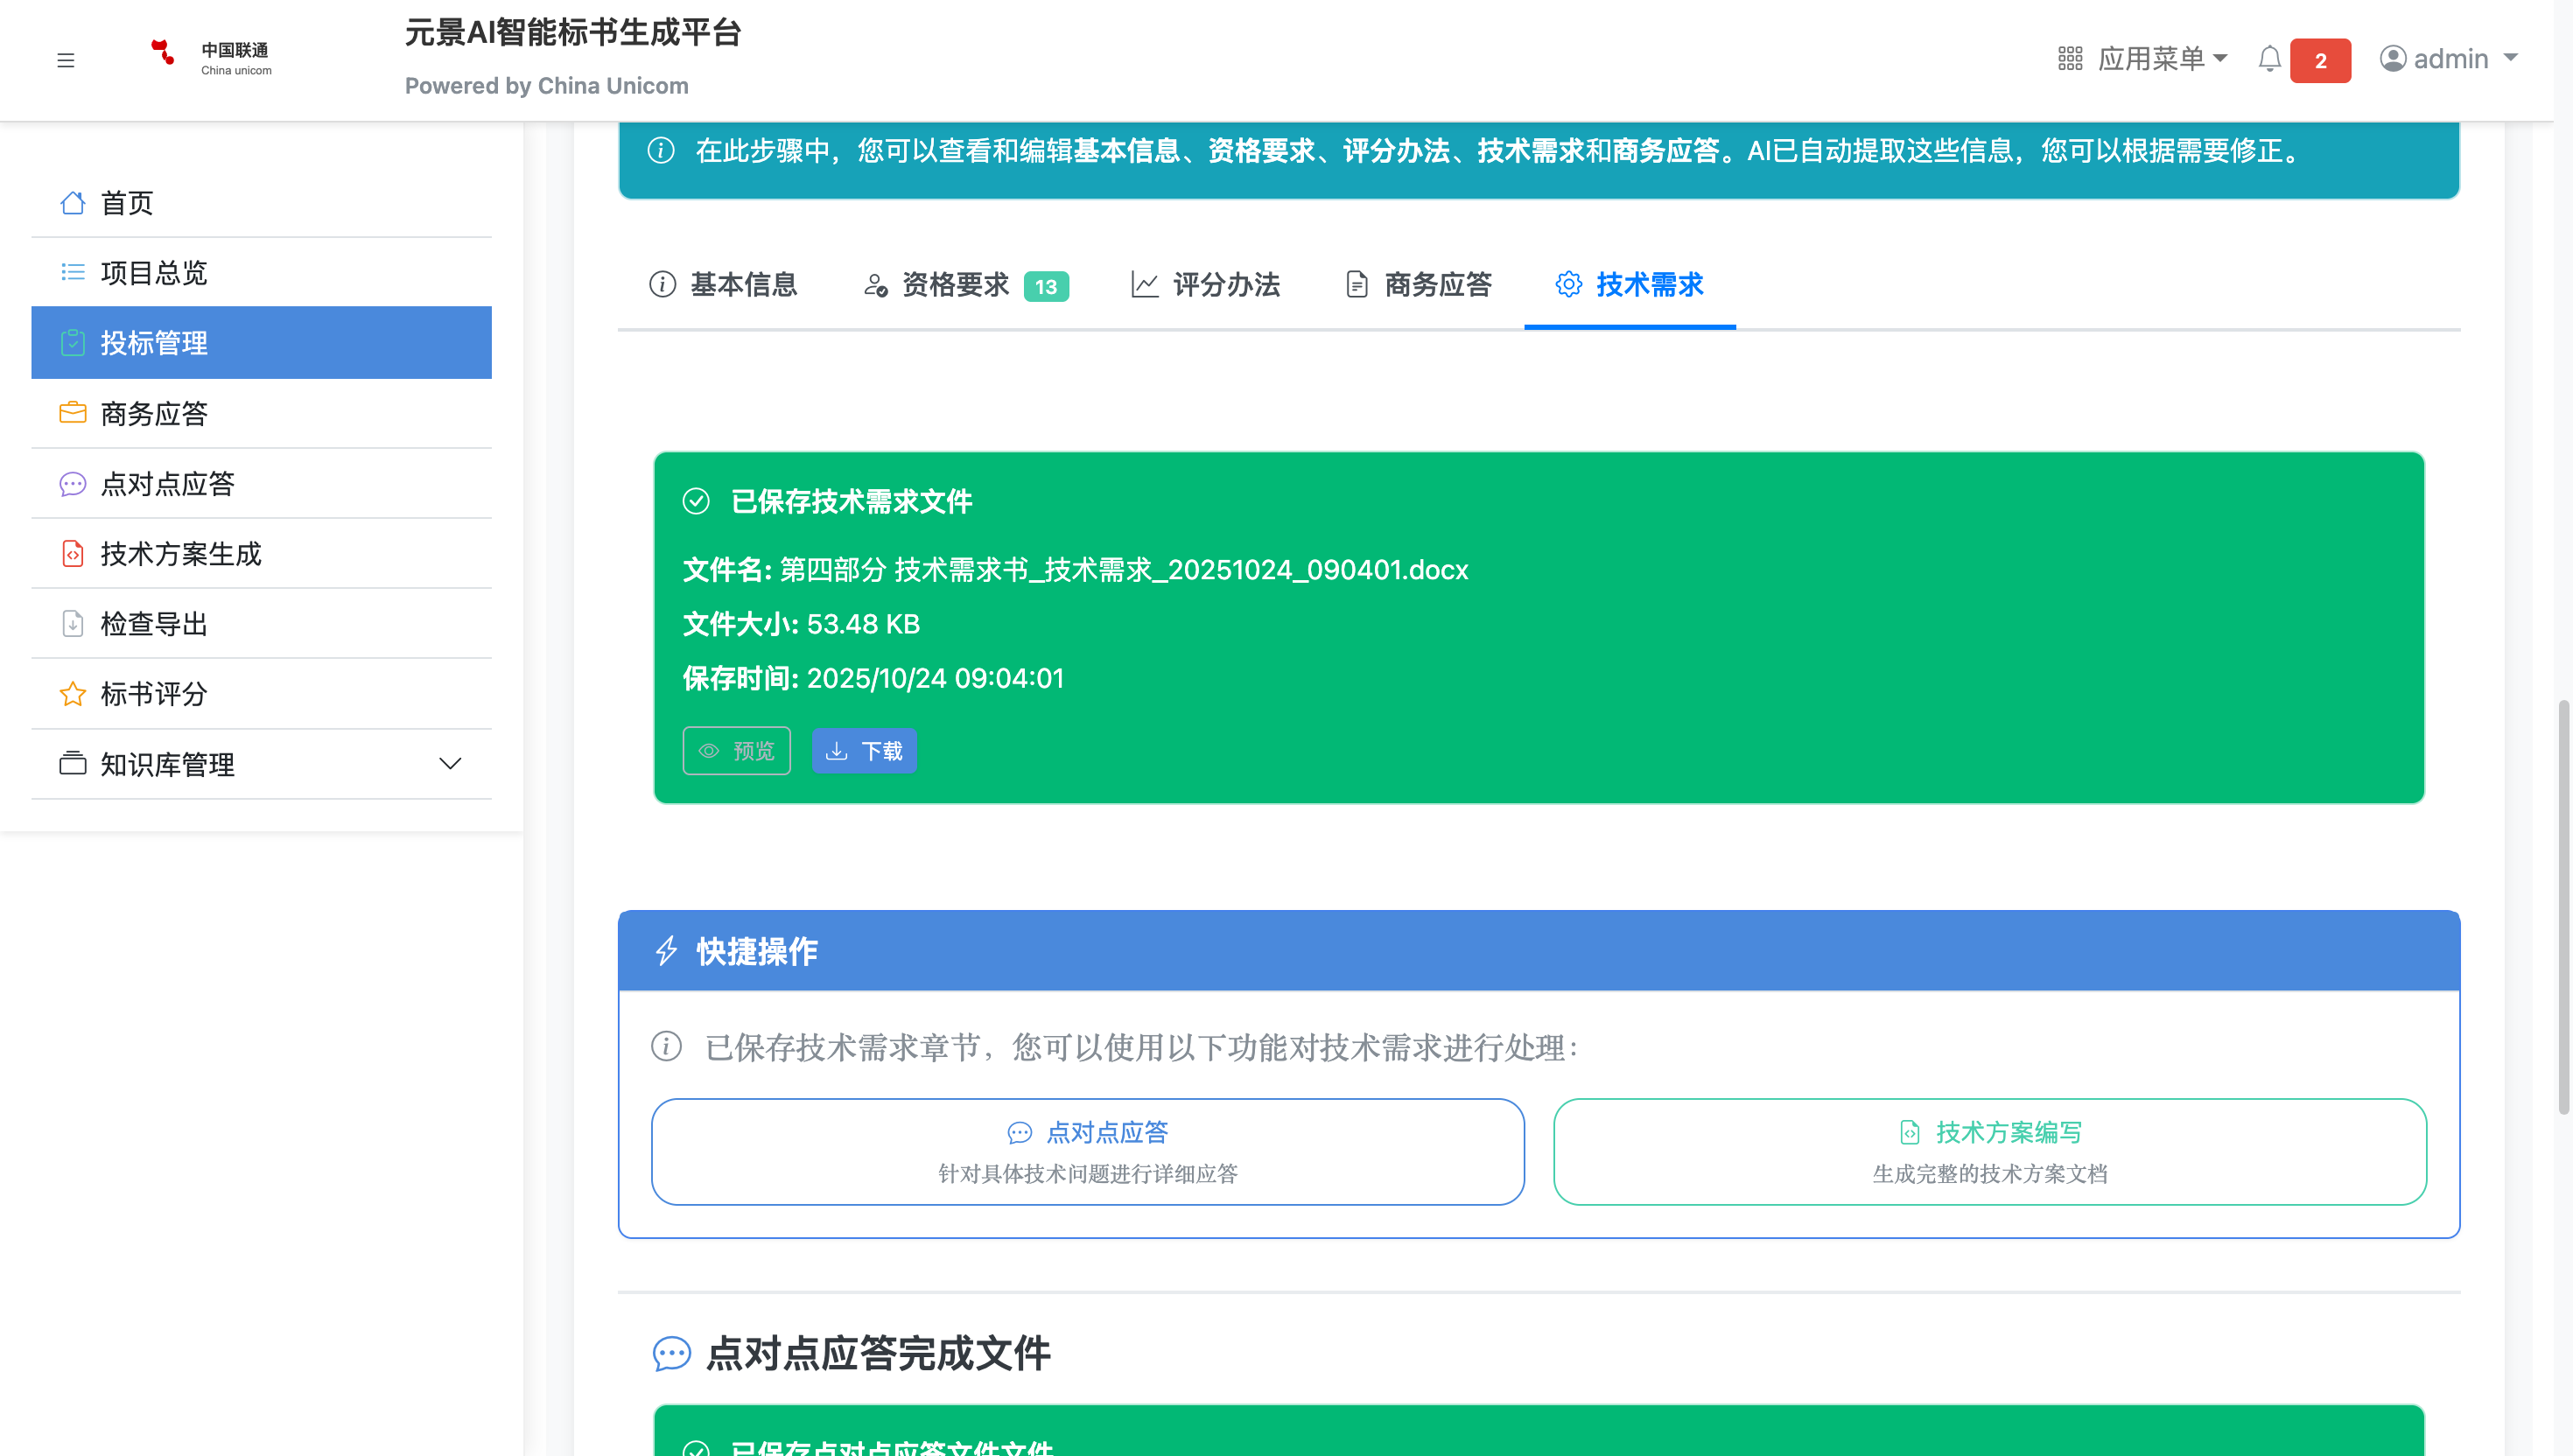 中国联通
China unicom
元景AI智能标书生成平台
Powered by China Unicom
应用菜单
2
admin
首页
项目总览
投标管理
商务应答
点对点应答
技术方案生成
检查导出
标书评分
知识库管理
在此步骤中，您可以查看和编辑基本信息、资格要求、评分办法、技术需求和商务应答。AI已自动提取这些信息，您可以根据需要修正。
基本信息
资格要求 13
评分办法
商务应答
技术需求
已保存技术需求文件
文件名: 第四部分 技术需求书_技术需求_20251024_090401.docx
文件大小: 53.48 KB
保存时间: 2025/10/24 09:04:01
预览
下载
快捷操作
已保存技术需求章节，您可以使用以下功能对技术需求进行处理：
点对点应答
针对具体技术问题进行详细应答
技术方案编写
生成完整的技术方案文档
点对点应答完成文件
已保存点对点应答文件文件